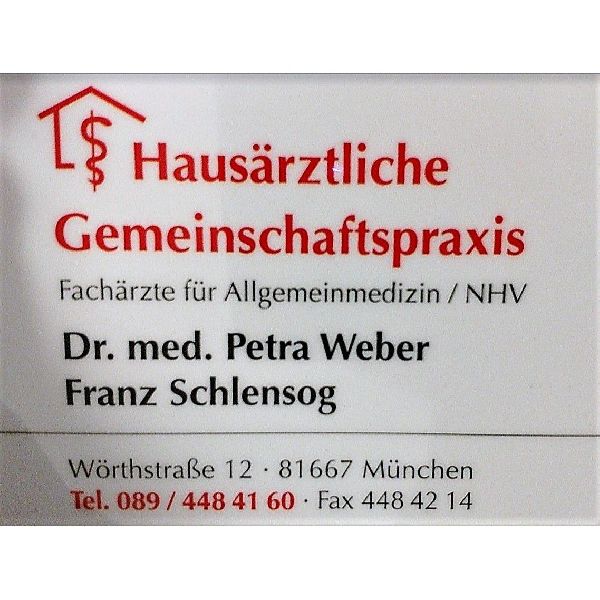 Hausärztliche
Gemeinschaftspraxis
Fachärzte für Allgemeinmedizin / NHV
Dr. med. Petra Weber
Franz Schlensog
Wörthstraße 12 · 81667 München
Tel. 089 / 448 41 60 · Fax 448 42 14